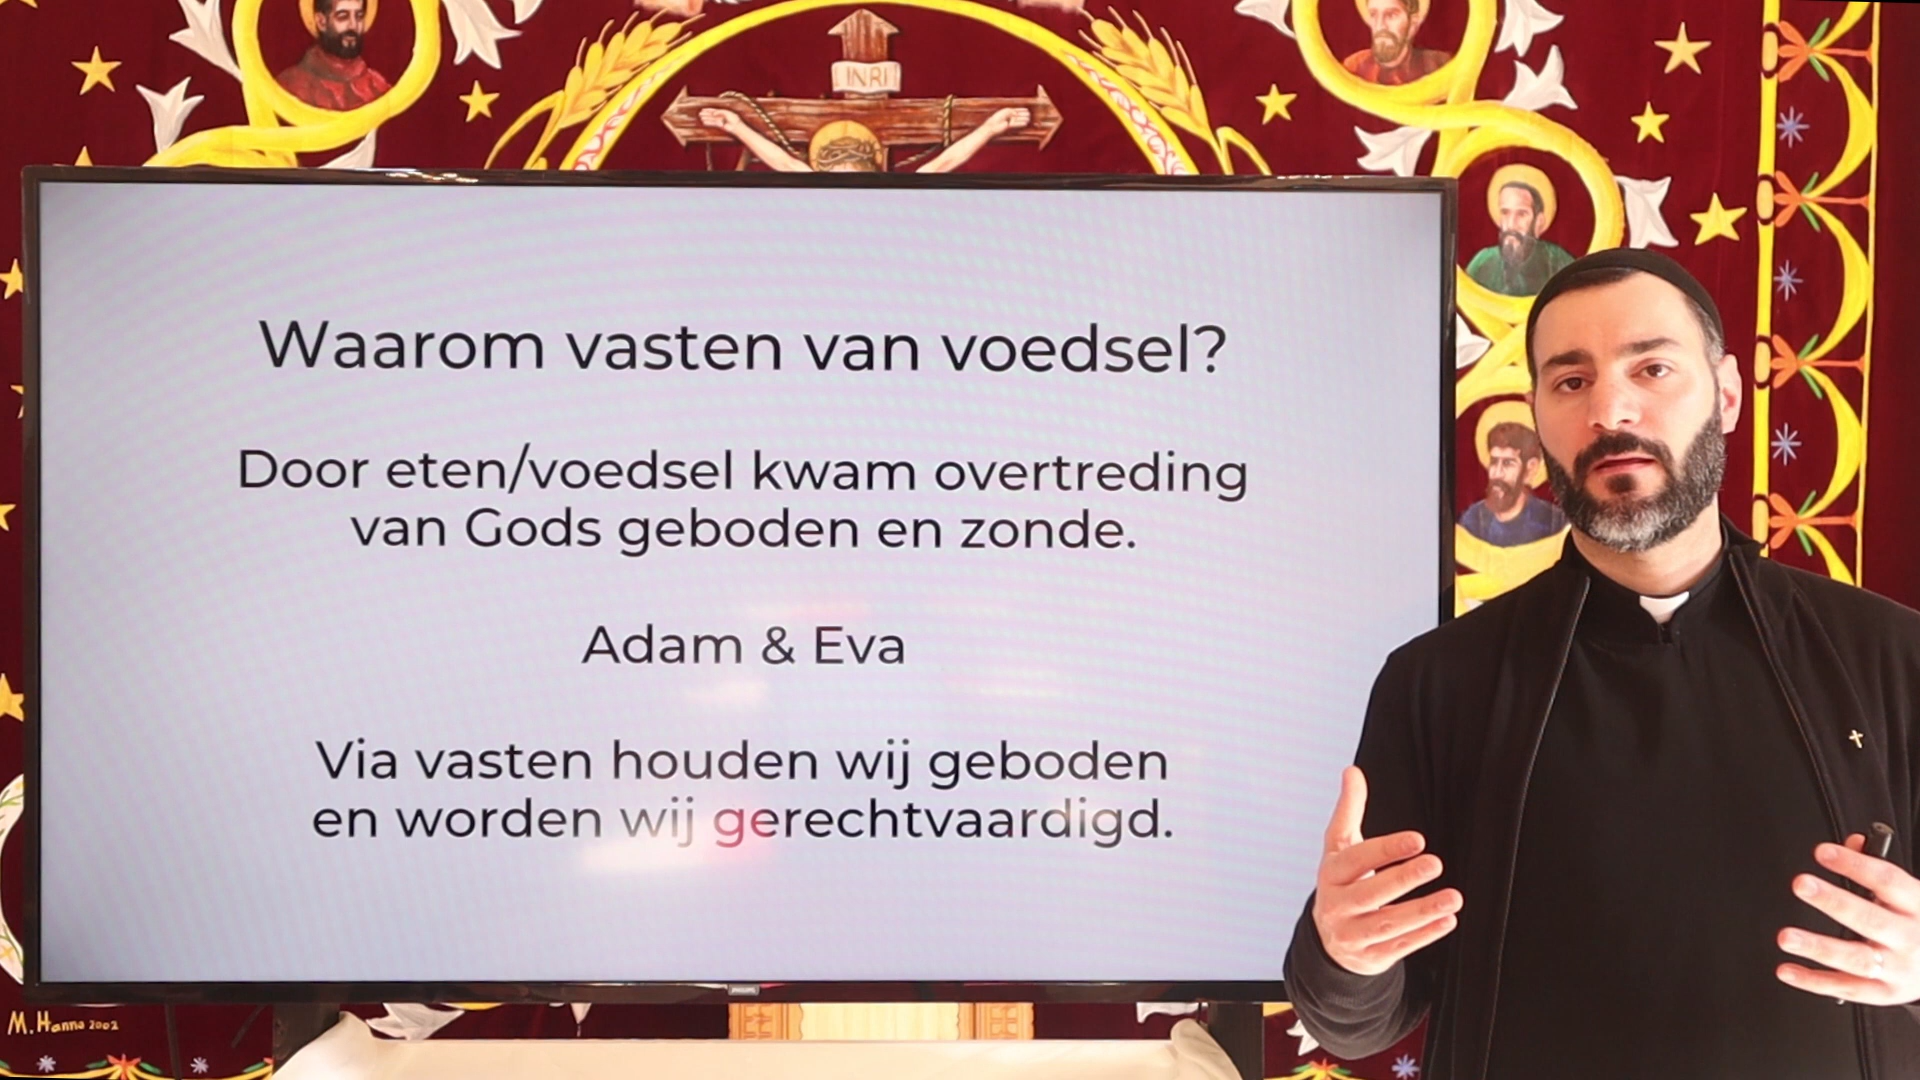 INRI
Waarom vasten van voedsel?
Door eten/voedsel kwam overtreding
van Gods geboden en zonde.
Adam & Eva
Via vasten houden wij geboden
en worden wij gerechtvaardigd.
PHILIPS
M. Hanna 2002